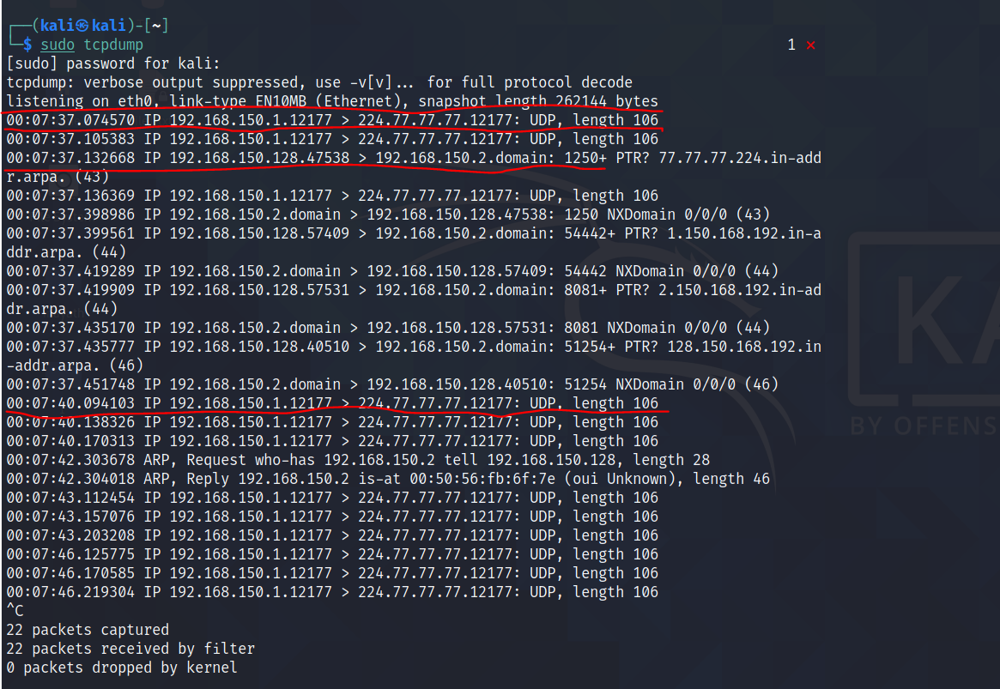 ┌──(kali㉿kali)-[~]
└─$ sudo tcpdump 1 ✗
[sudo] password for kali:
tcpdump: verbose output suppressed, use -v[v]... for full protocol decode
listening on eth0, link-type EN10MB (Ethernet), snapshot length 262144 bytes
00:07:37.074570 IP 192.168.150.1.12177 > 224.77.77.77.12177: UDP, length 106
00:07:37.105383 IP 192.168.150.1.12177 > 224.77.77.77.12177: UDP, length 106
00:07:37.132668 IP 192.168.150.128.47538 > 192.168.150.2.domain: 1250+ PTR? 77.77.77.224.in-add
r.arpa. (43)
00:07:37.136369 IP 192.168.150.1.12177 > 224.77.77.77.12177: UDP, length 106
00:07:37.398986 IP 192.168.150.2.domain > 192.168.150.128.47538: 1250 NXDomain 0/0/0 (43)
00:07:37.399561 IP 192.168.150.128.57409 > 192.168.150.2.domain: 54442+ PTR? 1.150.168.192.in-a
ddr.arpa. (44)
00:07:37.419289 IP 192.168.150.2.domain > 192.168.150.128.57409: 54442 NXDomain 0/0/0 (44)
00:07:37.419909 IP 192.168.150.128.57531 > 192.168.150.2.domain: 8081+ PTR? 2.150.168.192.in-ad
dr.arpa. (44)
00:07:37.435170 IP 192.168.150.2.domain > 192.168.150.128.57531: 8081 NXDomain 0/0/0 (44)
00:07:37.435777 IP 192.168.150.128.40510 > 192.168.150.2.domain: 51254+ PTR? 128.150.168.192.in
-addr.arpa. (46)
00:07:37.451748 IP 192.168.150.2.domain > 192.168.150.128.40510: 51254 NXDomain 0/0/0 (46)
00:07:40.094103 IP 192.168.150.1.12177 > 224.77.77.77.12177: UDP, length 106
00:07:40.138326 IP 192.168.150.1.12177 > 224.77.77.77.12177: UDP, length 106
00:07:40.170313 IP 192.168.150.1.12177 > 224.77.77.77.12177: UDP, length 106
00:07:42.303678 ARP, Request who-has 192.168.150.2 tell 192.168.150.128, length 28
00:07:42.304018 ARP, Reply 192.168.150.2 is-at 00:50:56:fb:6f:7e (oui Unknown), length 46
00:07:43.112454 IP 192.168.150.1.12177 > 224.77.77.77.12177: UDP, length 106
00:07:43.157076 IP 192.168.150.1.12177 > 224.77.77.77.12177: UDP, length 106
00:07:43.203208 IP 192.168.150.1.12177 > 224.77.77.77.12177: UDP, length 106
00:07:46.125775 IP 192.168.150.1.12177 > 224.77.77.77.12177: UDP, length 106
00:07:46.170585 IP 192.168.150.1.12177 > 224.77.77.77.12177: UDP, length 106
00:07:46.219304 IP 192.168.150.1.12177 > 224.77.77.77.12177: UDP, length 106
^C
22 packets captured
22 packets received by filter
0 packets dropped by kernel
KA
BY OFFENS